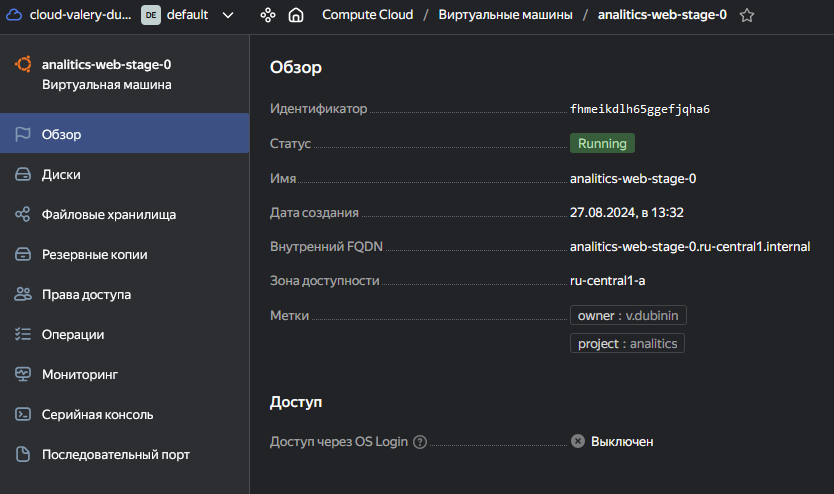 cloud-valery-du... DE default Compute Cloud / Виртуальные машины / analitics-web-stage-0
analitics-web-stage-0
Виртуальная машина
Обзор
Диски
Файловые хранилища
Резервные копии
Права доступа
Операции
Мониторинг
Серийная консоль
Последовательный порт
Обзор
Идентификатор fhmeikdlh65ggefjqha6
Статус Running
Имя analitics-web-stage-0
Дата создания 27.08.2024, в 13:32
Внутренний FQDN analitics-web-stage-0.ru-central1.internal
Зона доступности ru-central1-a
Метки owner : v.dubinin
project : analitics
Доступ
Доступ через OS Login ? Выключен